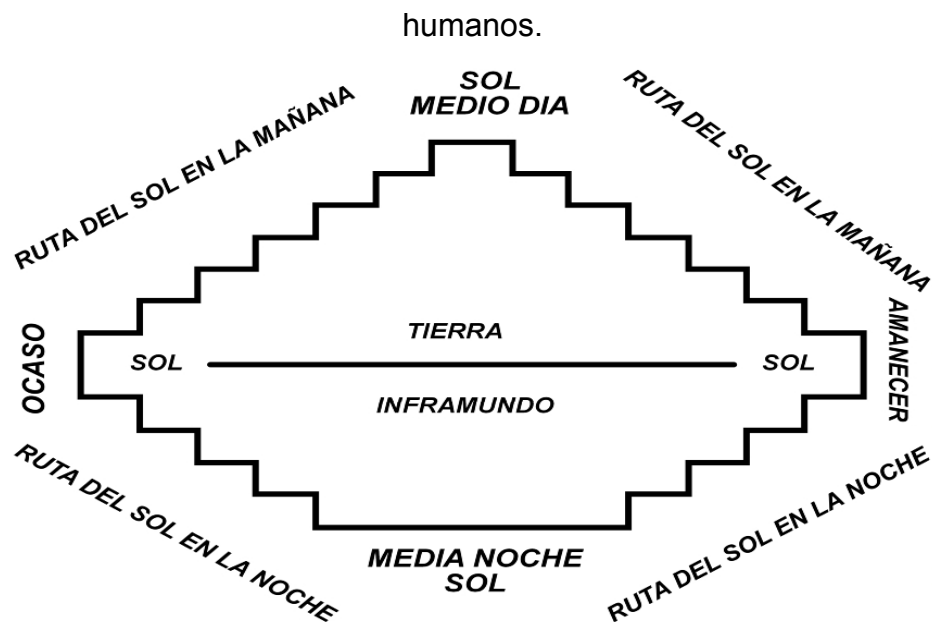 humanos.
SOL
MEDIO DIA
RUTA DEL SOL EN LA MAÑANA
RUTA DEL SOL EN LA MAÑANA
OCASO
SOL
TIERRA
INFRAMUNDO
SOL
AMANECER
RUTA DEL SOL EN LA NOCHE
RUTA DEL SOL EN LA NOCHE
MEDIA NOCHE
SOL